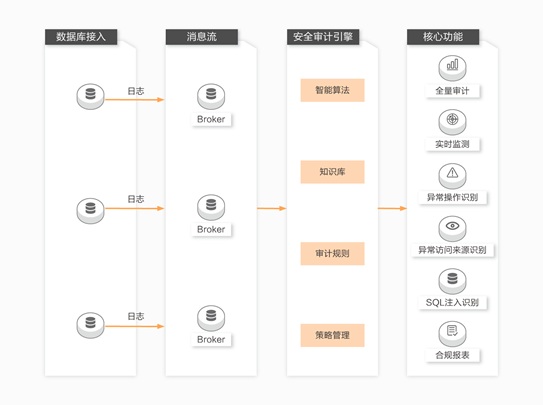 数据库接入
消息流
安全审计引擎
核心功能
日志
Broker
日志
Broker
日志
Broker
智能算法
知识库
审计规则
策略管理
全量审计
实时监测
异常操作识别
异常访问来源识别
SQL注入识别
合规报表